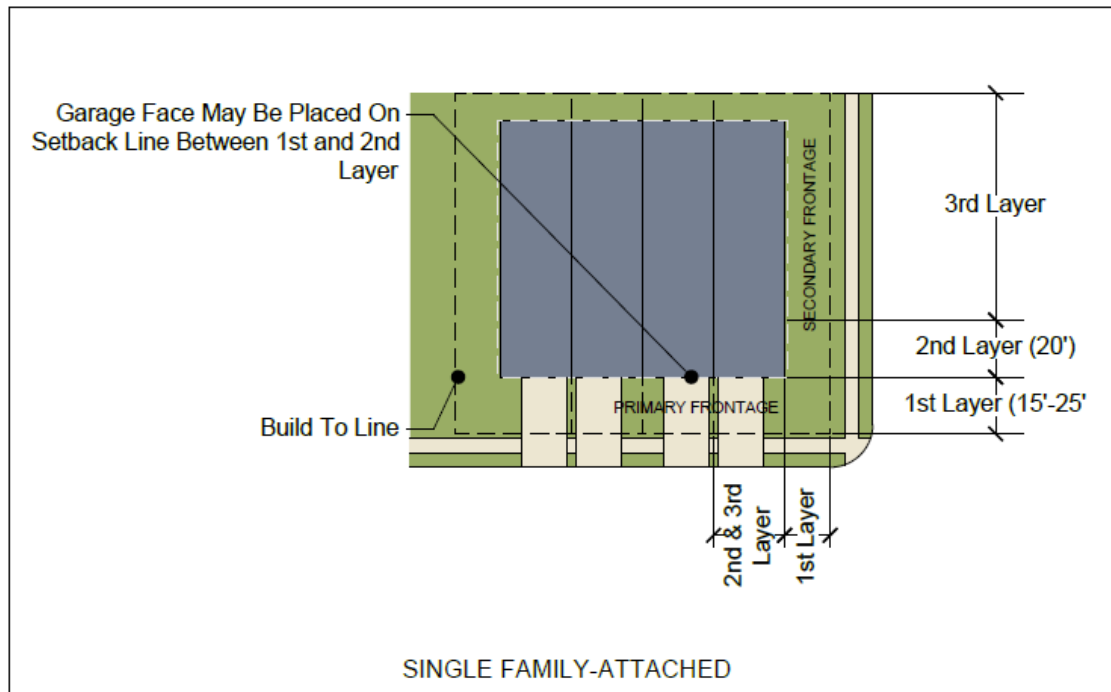 Garage Face May Be Placed On
Setback Line Between 1st and 2nd
Layer
SECONDARY FRONTAGE
3rd Layer
2nd Layer (20')
1st Layer (15'-25'
PRIMARY FRONTAGE
Build To Line
2nd & 3rd
Layer
1st Layer
SINGLE FAMILY-ATTACHED